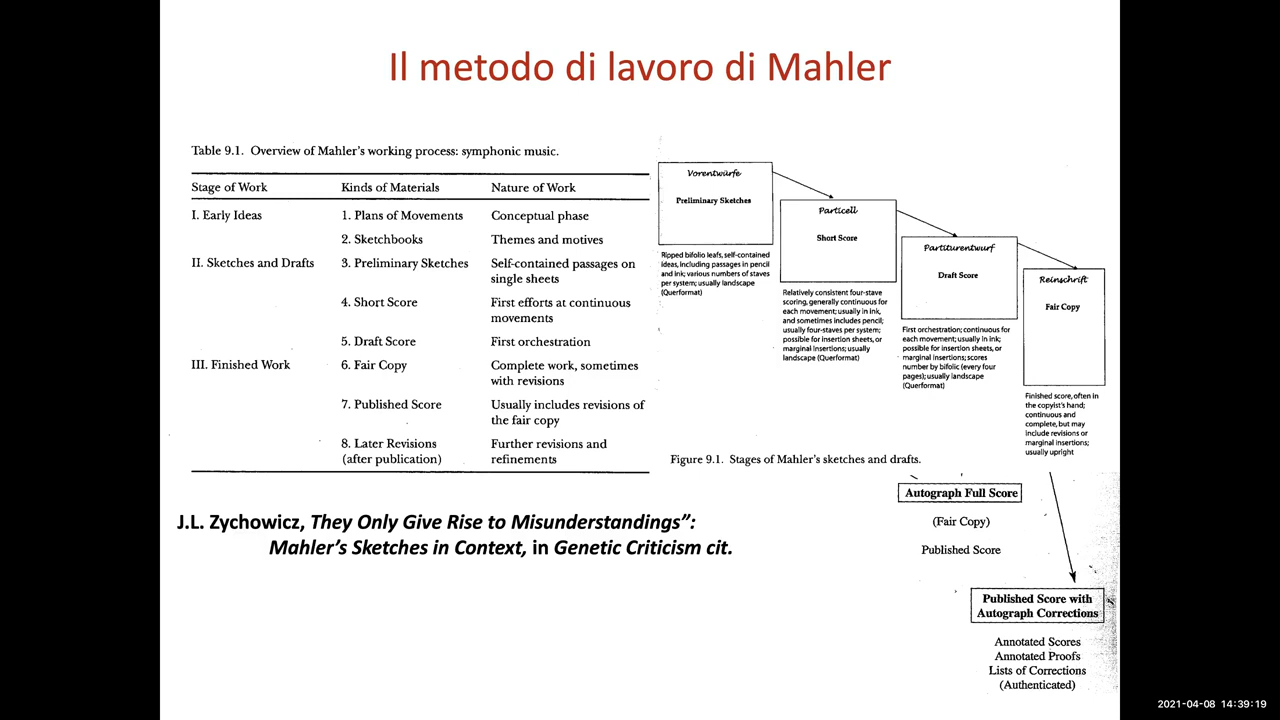 Il metodo di lavoro di Mahler
Table 9.1. Overview of Mahler's working process: symphonic music.
Stage of Work Kinds of Materials Nature of Work
I. Early Ideas 1. Plans of Movements Conceptual phase
2. Sketchbooks Themes and motives
II. Sketches and Drafts 3. Preliminary Sketches Self-contained passages on
single sheets
4. Short Score First efforts at continuous
movements
5. Draft Score First orchestration
III. Finished Work 6. Fair Copy Complete work, sometimes
with revisions
7. Published Score Usually includes revisions of
the fair copy
8. Later Revisions Further revisions and
(after publication) refinements
Vorentwürfe
Preliminary Sketches
Ripped bifolio leafs, self-contained
ideas, including passages in pencil
and ink; various numbers of staves
per system; usually landscape
(Querformat)
Particell
Short Score
Relatively consistent four-stave
scoring, generally continuous for
each movement; usually in ink,
and sometimes includes pencil;
usually four-staves per system;
possible for insertion sheets, or
marginal insertions; usually
landscape (Querformat)
Partiturentwurf
Draft Score
First orchestration; continuous for
each movement; usually in ink;
possible for insertion sheets, or
marginal insertions; scores
number by bifolic (every four
pages); usually landscape
(Querformat)
Reinschrift
Fair Copy
Finished score, often in
the copyist's hand;
continuous and
complete, but may
include revisions or
marginal insertions;
usually upright
Figure 9.1. Stages of Mahler's sketches and drafts.
Autograph Full Score
(Fair Copy)
Published Score
Published Score with
Autograph Corrections
Annotated Scores
Annotated Proofs
Lists of Corrections
(Authenticated)
J.L. Zychowicz, They Only Give Rise to Misunderstandings”:
Mahler’s Sketches in Context, in Genetic Criticism cit.
2021-04-08 14:39:19